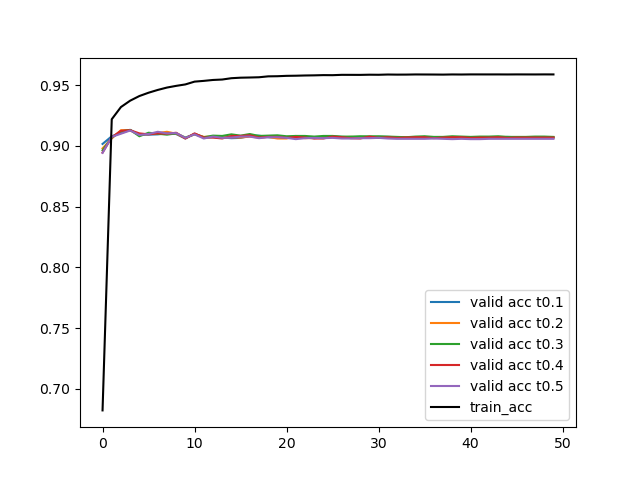 0.95
0.90
0.85
0.80
0.75
0.70
0
10
20
30
40
50
valid acc t0.1
valid acc t0.2
valid acc t0.3
valid acc t0.4
valid acc t0.5
train_acc